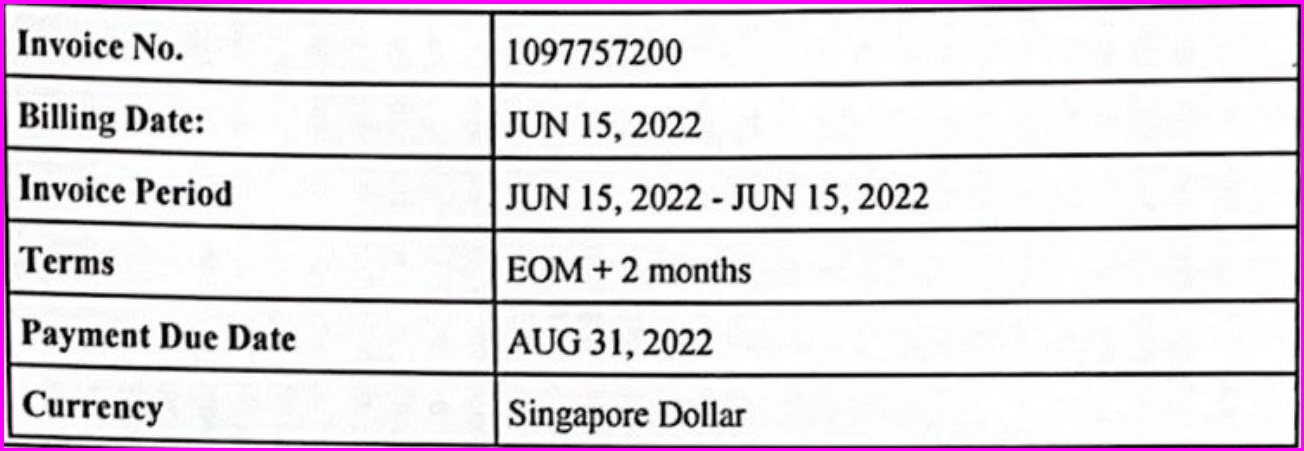 Invoice No. 1097757200
Billing Date: JUN 15, 2022
Invoice Period JUN 15, 2022 - JUN 15, 2022
Terms EOM + 2 months
Payment Due Date AUG 31, 2022
Currency Singapore Dollar